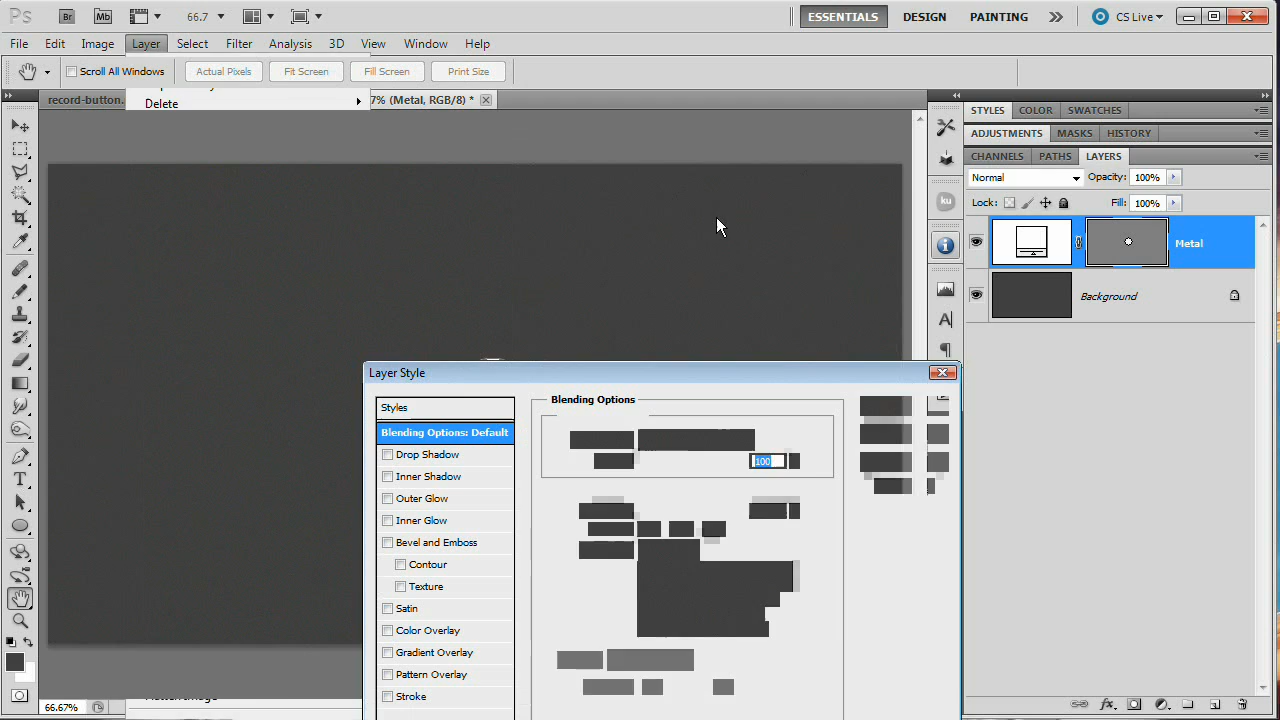 Ps Br Mb 66.7 ESSENTIALS DESIGN PAINTING CS Live
File Edit Image Layer Select Filter Analysis 3D View Window Help
Scroll All Windows Actual Pixels Fit Screen Fill Screen Print Size
record-button. 7% (Metal, RGB/8) *
Delete
STYLES COLOR SWATCHES
ADJUSTMENTS MASKS HISTORY
CHANNELS PATHS LAYERS
Normal Opacity: 100%
Lock: Fill: 100%
ku
Metal
Background
Layer Style
Styles
Blending Options
Blending Options: Default
Drop Shadow
100
Inner Shadow
Outer Glow
Inner Glow
Bevel and Emboss
Contour
Texture
Satin
Color Overlay
Gradient Overlay
Pattern Overlay
Stroke
66.67%